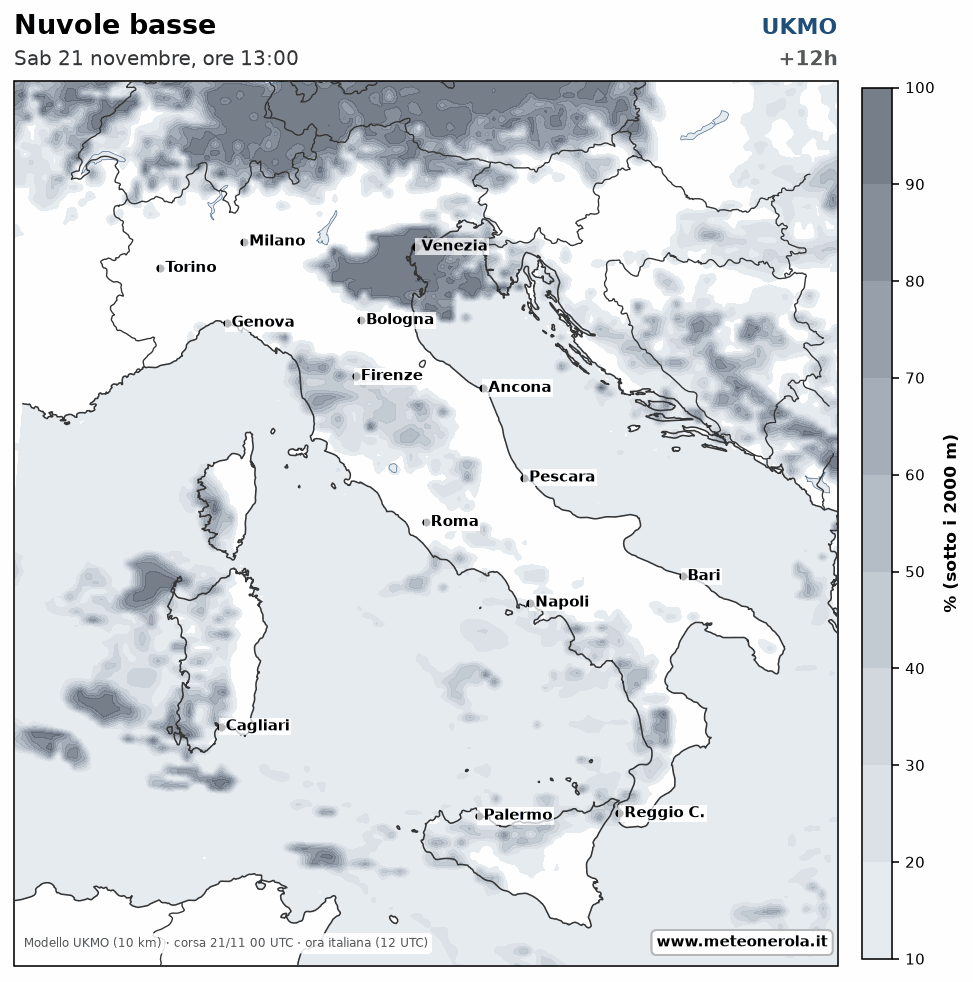 Nuvole basse
UKMO
Sab 21 novembre, ore 13:00
+12h
Milano
Venezia
Torino
Genova
Bologna
Firenze
Ancona
Pescara
Roma
Bari
Napoli
Cagliari
Palermo
Reggio C.
Modello UKMO (10 km) · corsa 21/11 00 UTC · ora italiana (12 UTC)
www.meteonerola.it
100
90
80
70
60
50
40
30
20
10
% (sotto i 2000 m)